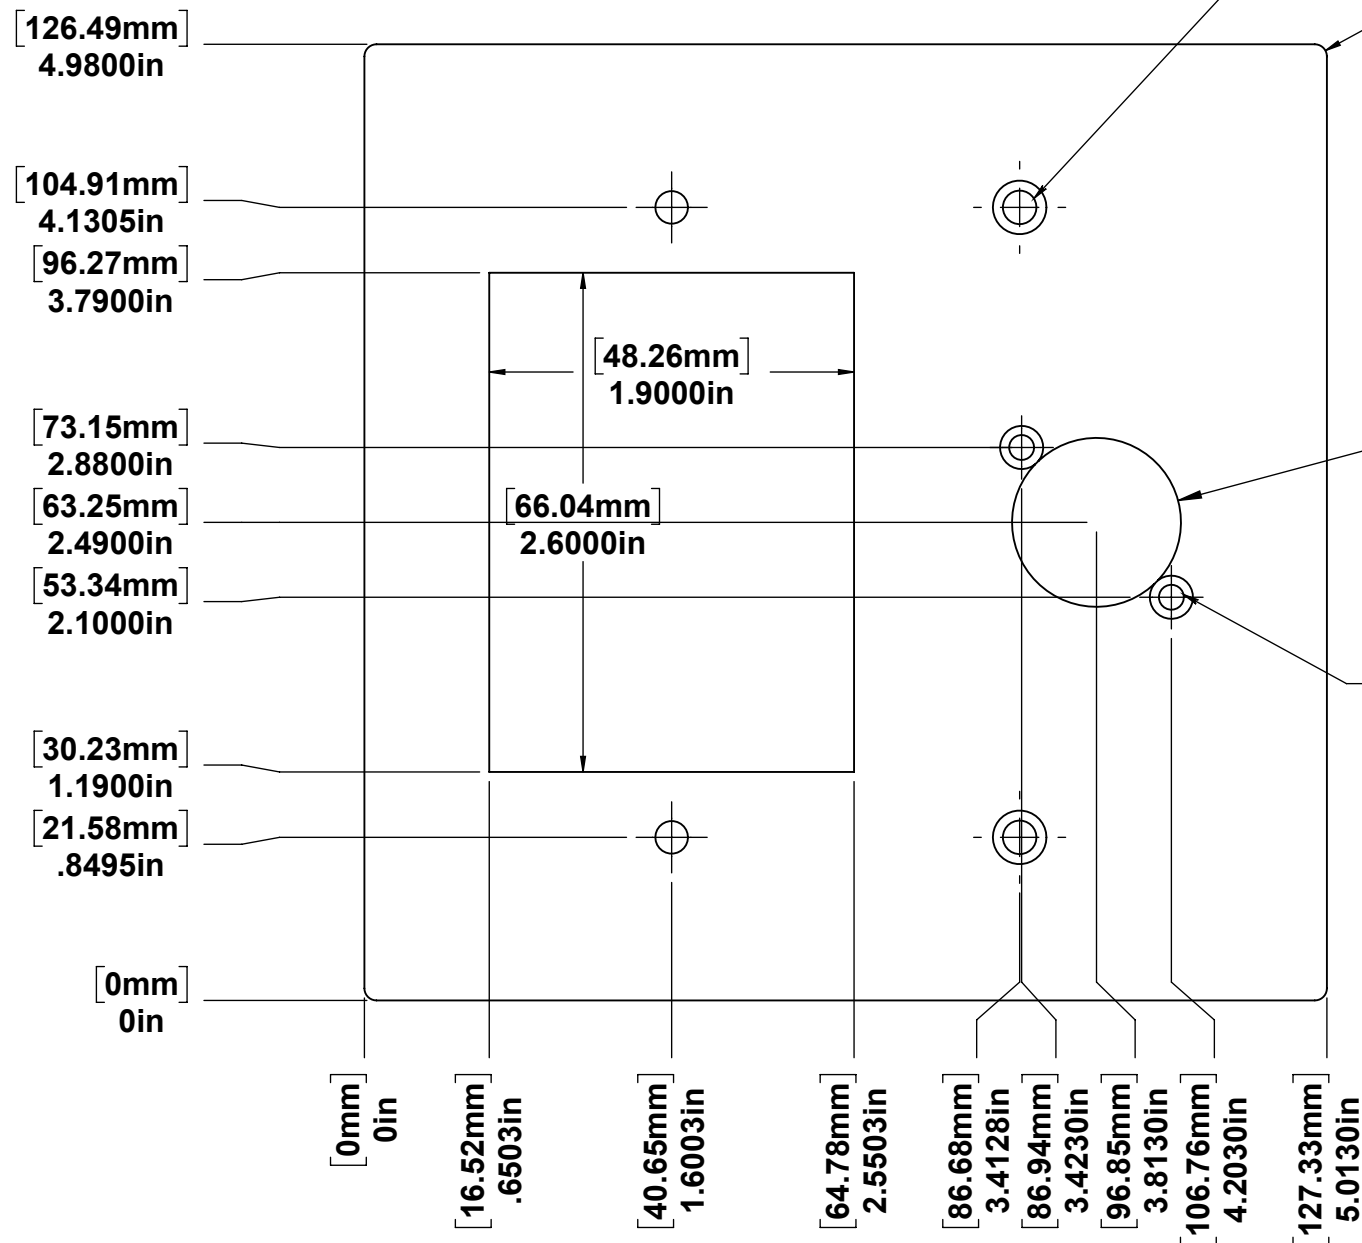 [126.49mm]
4.9800in
[104.91mm]
4.1305in
[96.27mm]
3.7900in
[48.26mm]
1.9000in
[73.15mm]
2.8800in
[63.25mm]
2.4900in
[66.04mm]
2.6000in
[53.34mm]
2.1000in
[30.23mm]
1.1900in
[21.58mm]
.8495in
[0mm]
0in
[0mm]
0in
[16.52mm]
.6503in
[40.65mm]
1.6003in
[64.78mm]
2.5503in
[86.68mm]
3.4128in
[86.94mm]
3.4230in
[96.85mm]
3.8130in
[106.76mm]
4.2030in
[127.33mm]
5.0130in